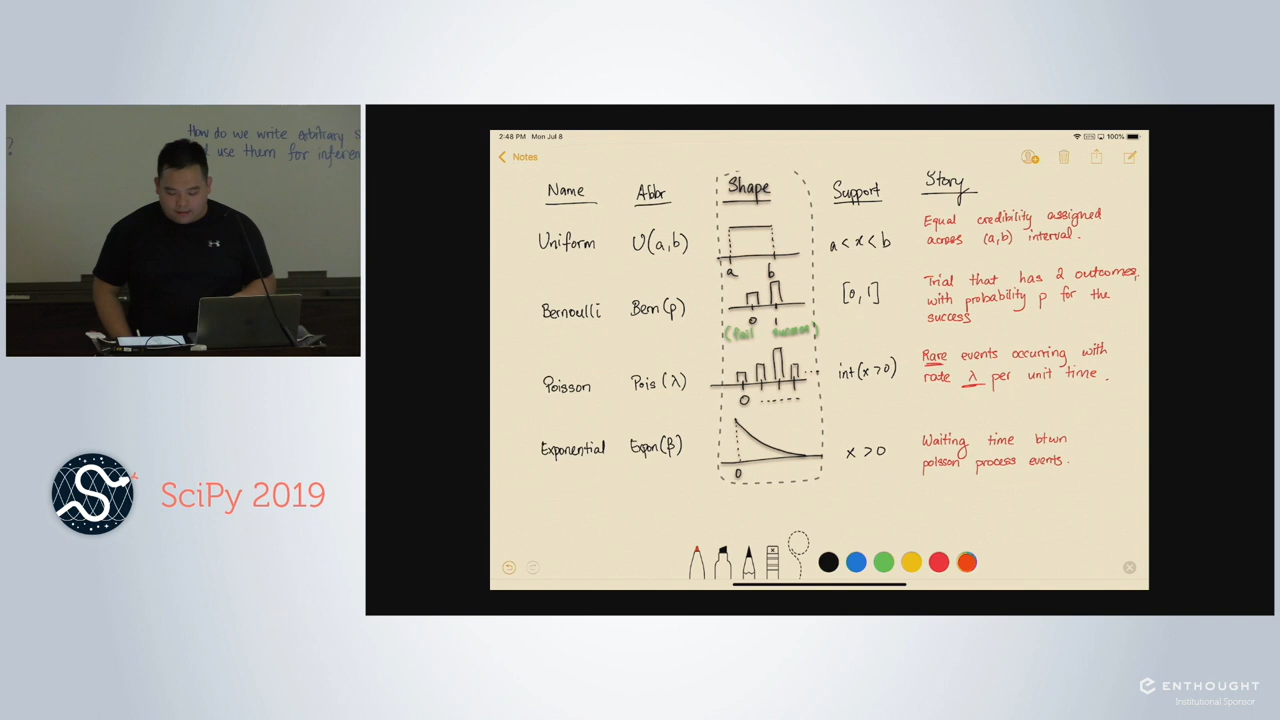 How do we write arbitrary s
?
use them for inferen
2:48 PM Mon Jul 8
100%
Notes
Name Abbr Shape Support Story
Uniform U(a,b) a b a < x < b Equal credibility assigned
across (a,b) interval.
Bernoulli Bern(p) 0 1 [0, 1] Trial that has 2 outcomes,
with probability p for the
success
(fail success)
Poisson Pois(λ) 0 int(x>0) Rare events occurring with
rate λ per unit time.
Exponential Expon(β) 0 x > 0 Waiting time btwn
poisson process events.
SciPy 2019
ENTHOUGHT
Institutional Sponsor